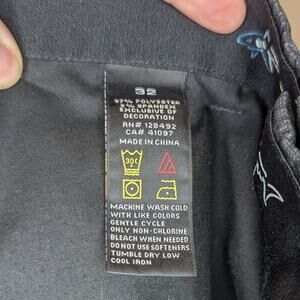 32
97% POLYESTER
3% SPANDEX
EXCLUSIVE OF
DECORATION
RN# 128492
CA# 41097
MADE IN CHINA
30C
MACHINE WASH COLD
WITH LIKE COLORS
GENTLE CYCLE
ONLY NON-CHLORINE
BLEACH WHEN NEEDED
DO NOT USE SOFTENERS
TUMBLE DRY LOW
COOL IRON